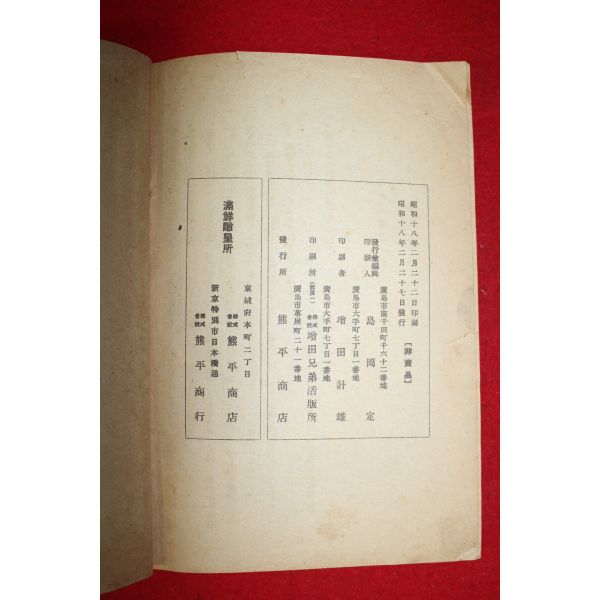 昭和十八年二月二十二日印刷
昭和十八年二月二十七日發行
【非賣品】
廣島市南千田町千六十二番地
發行兼編輯
印刷人 島岡定
廣島市大手町七丁目一番地
印刷者 增田計雄
廣島市大手町七丁目一番地
印刷所 株式會社 增田兄弟活版所
廣島市革屋町二十一番地
發行所 熊平商店
滿鮮贈呈所
京城府本町二丁目
株式會社 熊平商店
新京特別市日本橋通
株式會社 熊平商行